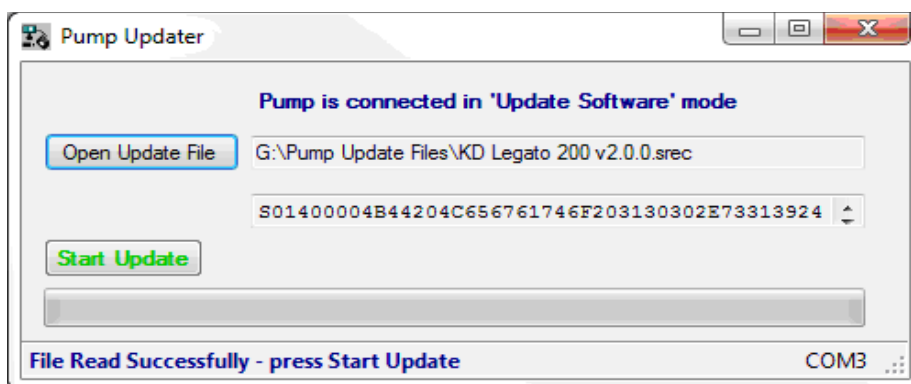 Pump Updater
Pump is connected in 'Update Software' mode
Open Update File
G:\Pump Update Files\KD Legato 200 v2.0.0.srec
S01400004B44204C656761746F203130302E73313924
Start Update
File Read Successfully - press Start Update
COM3